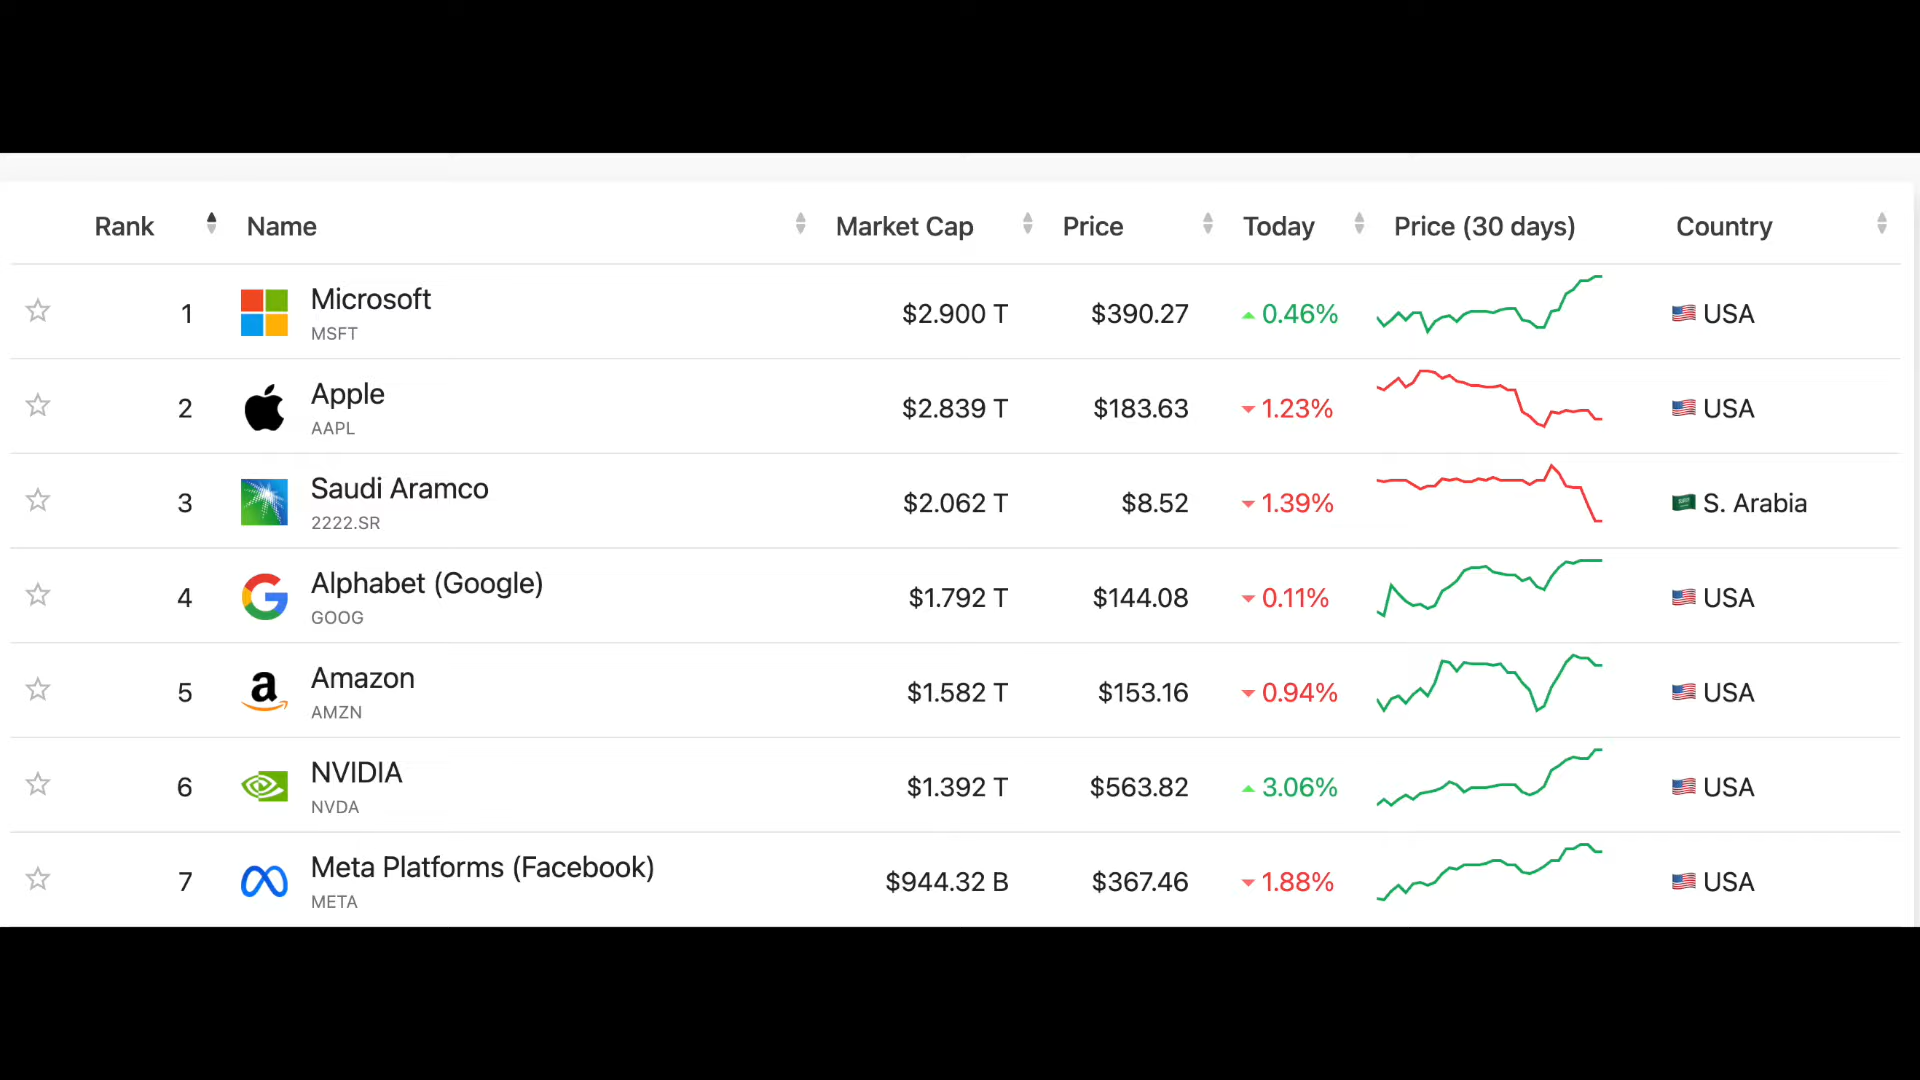 Rank Name Market Cap Price Today Price (30 days) Country
1 Microsoft $2.900 T $390.27 0.46% USA
MSFT
2 Apple $2.839 T $183.63 1.23% USA
AAPL
3 Saudi Aramco $2.062 T $8.52 1.39% S. Arabia
2222.SR
4 Alphabet (Google) $1.792 T $144.08 0.11% USA
GOOG
5 Amazon $1.582 T $153.16 0.94% USA
AMZN
6 NVIDIA $1.392 T $563.82 3.06% USA
NVDA
7 Meta Platforms (Facebook) $944.32 B $367.46 1.88% USA
META